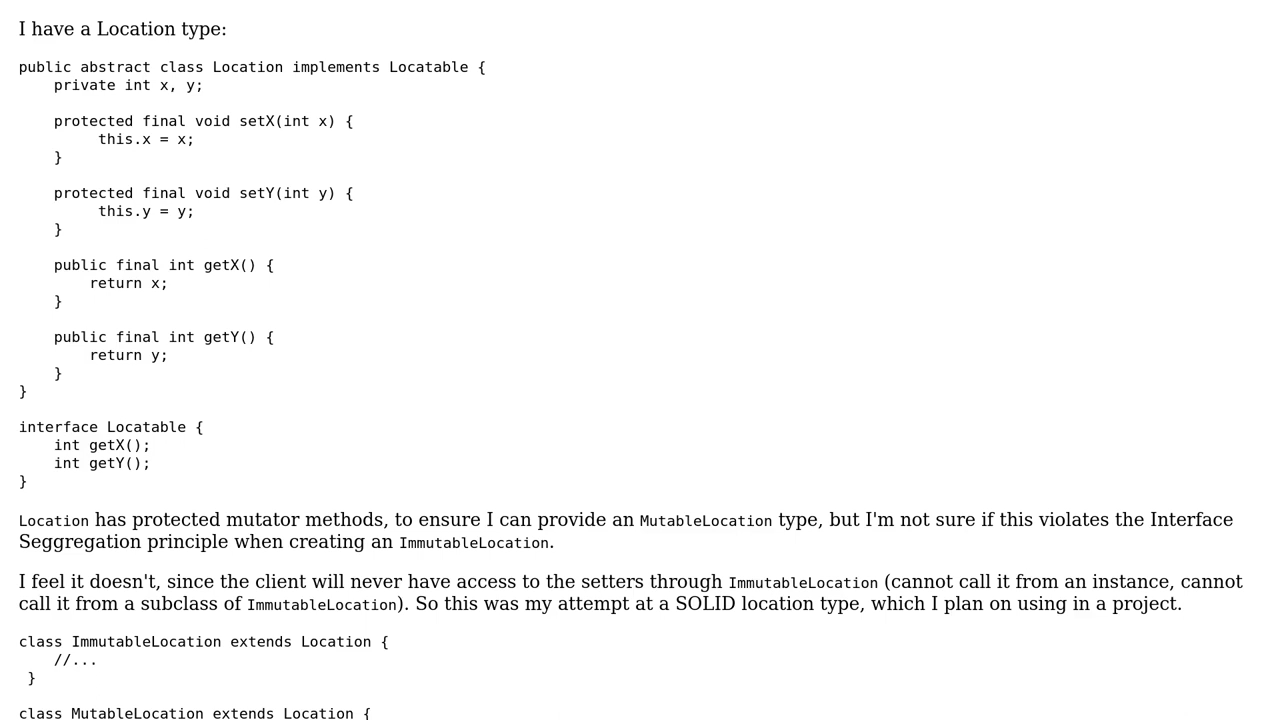 I have a Location type:
public abstract class Location implements Locatable {
    private int x, y;
    protected final void setX(int x) {
         this.x = x;
    }
    protected final void setY(int y) {
         this.y = y;
    }
    public final int getX() {
        return x;
    }
    public final int getY() {
        return y;
    }
}
interface Locatable {
    int getX();
    int getY();
}
Location has protected mutator methods, to ensure I can provide an MutableLocation type, but I'm not sure if this violates the Interface
Seggregation principle when creating an ImmutableLocation.
I feel it doesn't, since the client will never have access to the setters through ImmutableLocation (cannot call it from an instance, cannot
call it from a subclass of ImmutableLocation). So this was my attempt at a SOLID location type, which I plan on using in a project.
class ImmutableLocation extends Location {
    //...
 }
class MutableLocation extends Location {